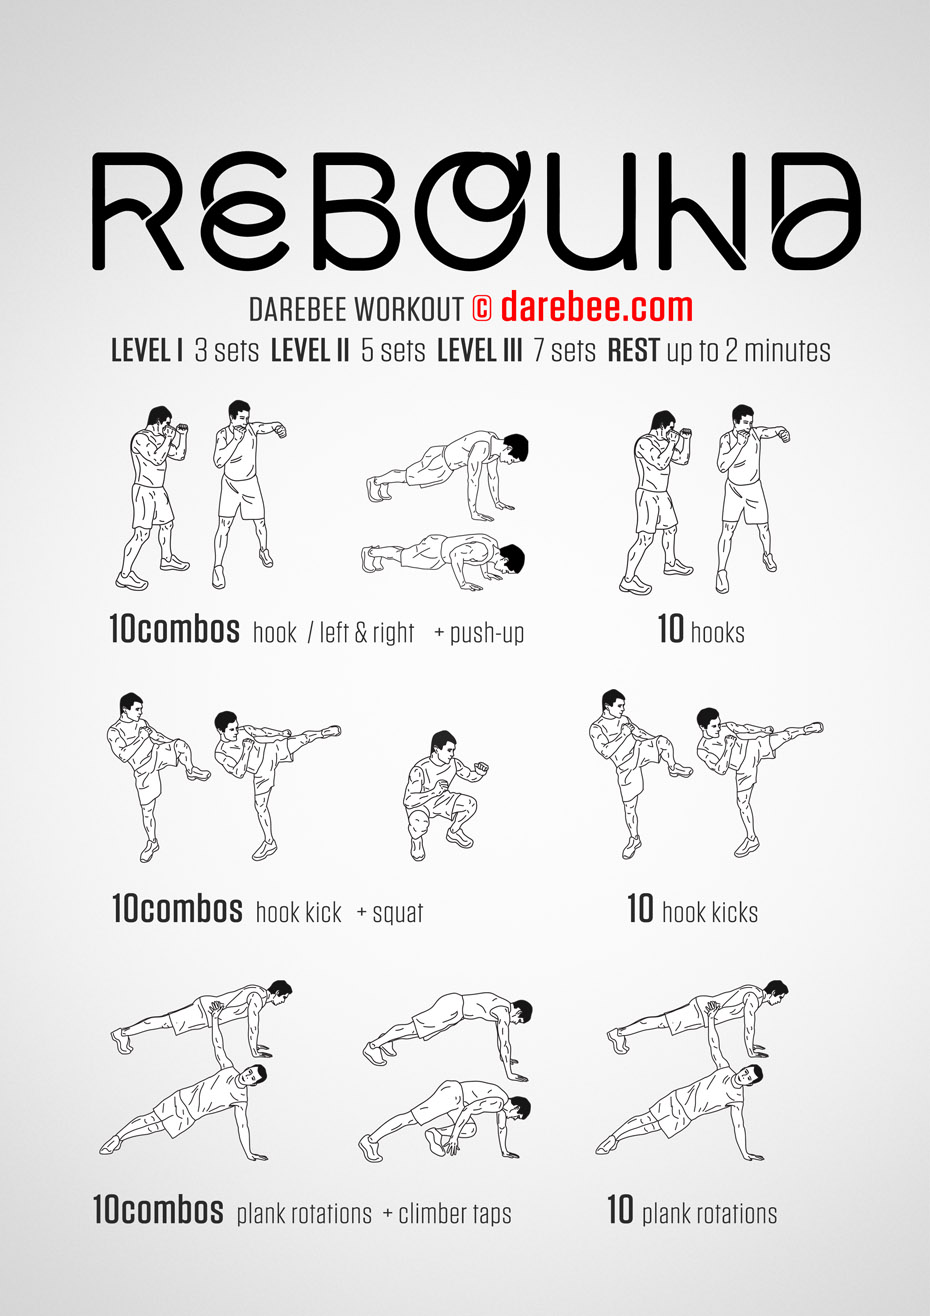 REBOUND
DAREBEE WORKOUT © darebee.com
LEVEL I 3 sets LEVEL II 5 sets LEVEL III 7 sets REST up to 2 minutes
10combos hook / left & right + push-up
10 hooks
10combos hook kick + squat
10 hook kicks
10combos plank rotations + climber taps
10 plank rotations